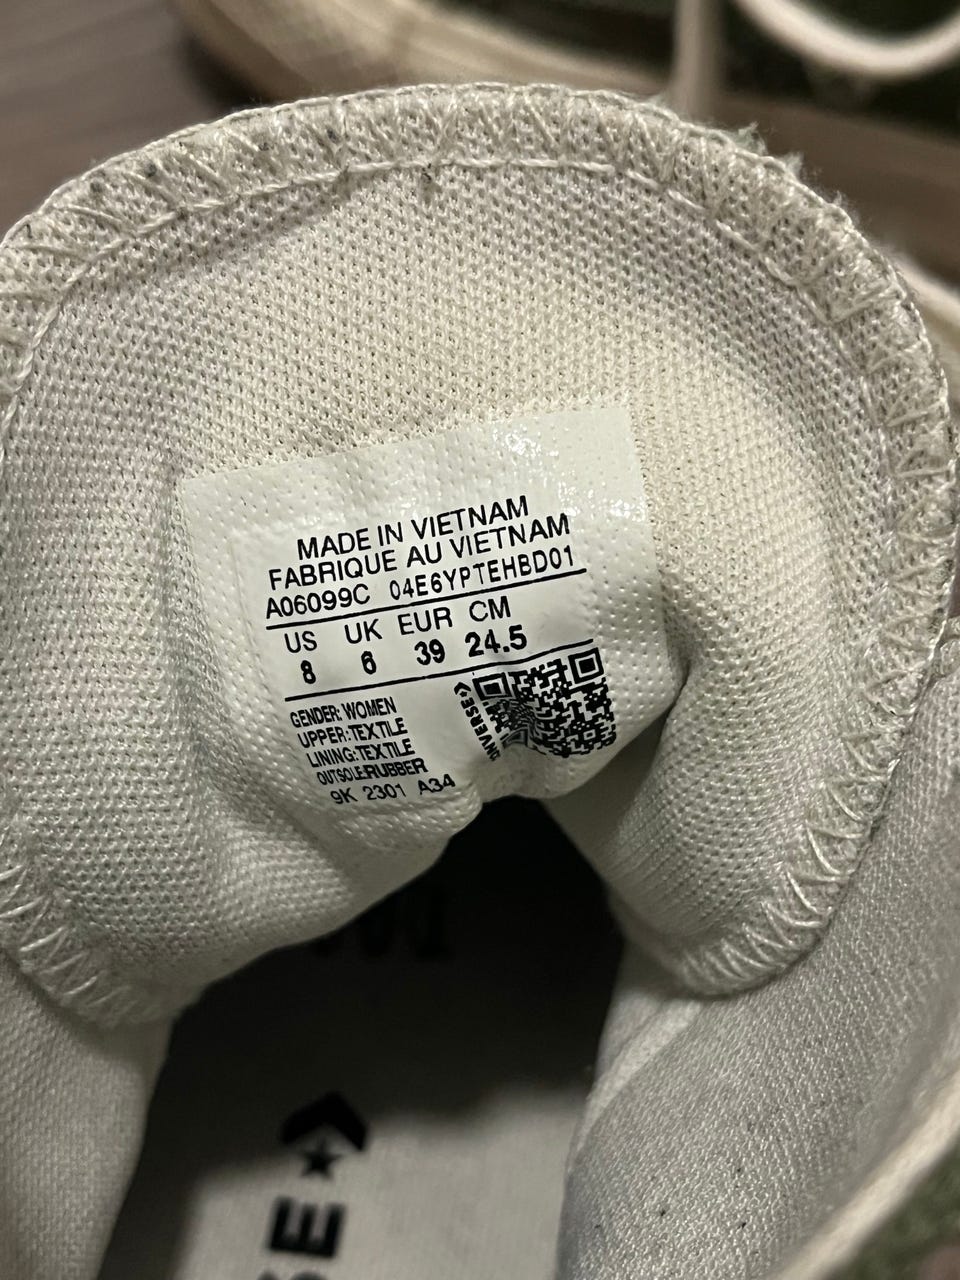 MADE IN VIETNAM
FABRIQUE AU VIETNAM
A06099C 04E6YPTEHBD01
US UK EUR CM
8 6 39 24.5
GENDER: WOMEN
UPPER:TEXTILE
LINING:TEXTILE
OUTSOLE:RUBBER
9K 2301 A34
CONVERSE
SE